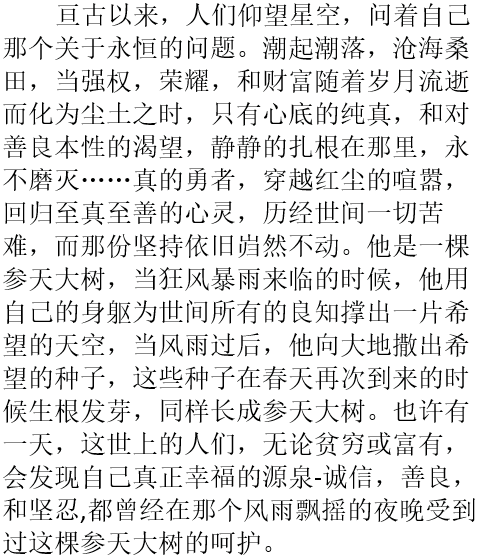 亘古以来，人们仰望星空，问着自己
那个关于永恒的问题。潮起潮落，沧海桑
田，当强权，荣耀，和财富随着岁月流逝
而化为尘土之时，只有心底的纯真，和对
善良本性的渴望，静静的扎根在那里，永
不磨灭……真的勇者，穿越红尘的喧嚣，
回归至真至善的心灵，历经世间一切苦
难，而那份坚持依旧岿然不动。他是一棵
参天大树，当狂风暴雨来临的时候，他用
自己的身躯为世间所有的良知撑出一片希
望的天空，当风雨过后，他向大地撒出希
望的种子，这些种子在春天再次到来的时
候生根发芽，同样长成参天大树。也许有
一天，这世上的人们，无论贫穷或富有，
会发现自己真正幸福的源泉-诚信，善良，
和坚忍,都曾经在那个风雨飘摇的夜晚受到
过这棵参天大树的呵护。